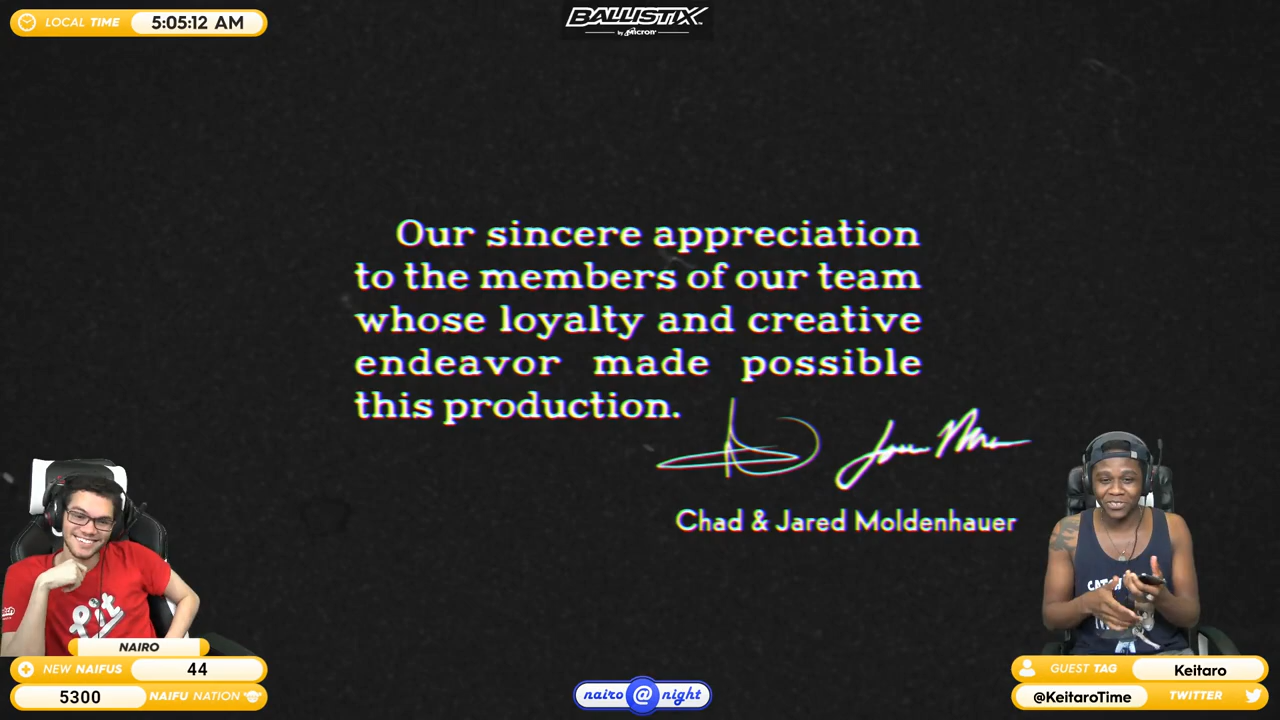 LOCAL TIME 5:05:12 AM
BALLISTIX
by Micron
Our sincere appreciation
to the members of our team
whose loyalty and creative
endeavor made possible
this production.
Chad & Jared Moldenhauer
NAIRO
NEW NAIFUS 44
5300 NAIFU NATION
nairo @ night
GUEST TAG Keitaro
@KeitaroTime TWITTER